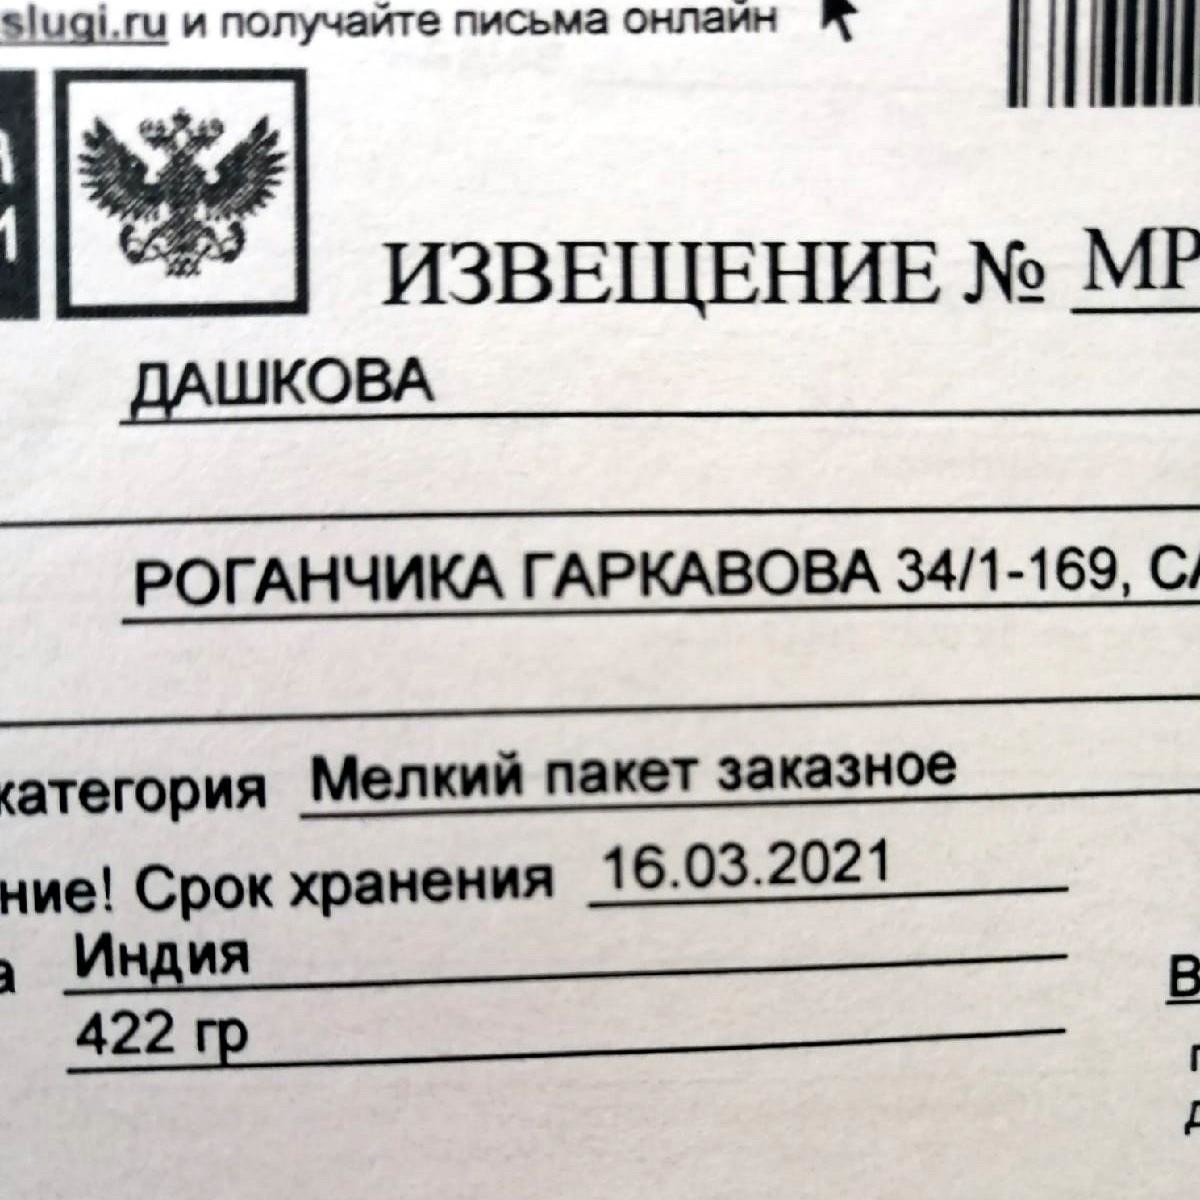 slugi.ru и получайте письма онлайн
ИЗВЕЩЕНИЕ № МР
ДАШКОВА
РОГАНЧИКА ГАРКАВОВА 34/1-169, СА
категория Мелкий пакет заказное
ние! Срок хранения 16.03.2021
а Индия
422 гр